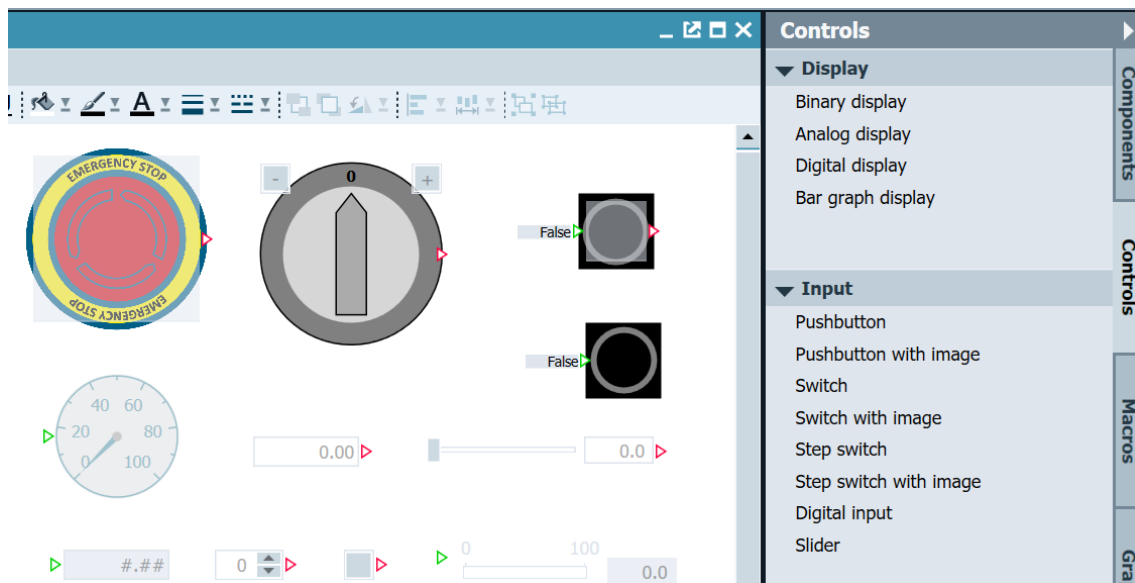 Controls
Display
Binary display
Analog display
Digital display
Bar graph display
Input
Pushbutton
Pushbutton with image
Switch
Switch with image
Step switch
Step switch with image
Digital input
Slider
Components
Controls
Macros
Gra
A
EMERGENCY STOP
EMERGENCY STOP
-
0
+
False
False
0
20
40
60
80
100
0.00
0.0
#.##
0
0
100
0.0